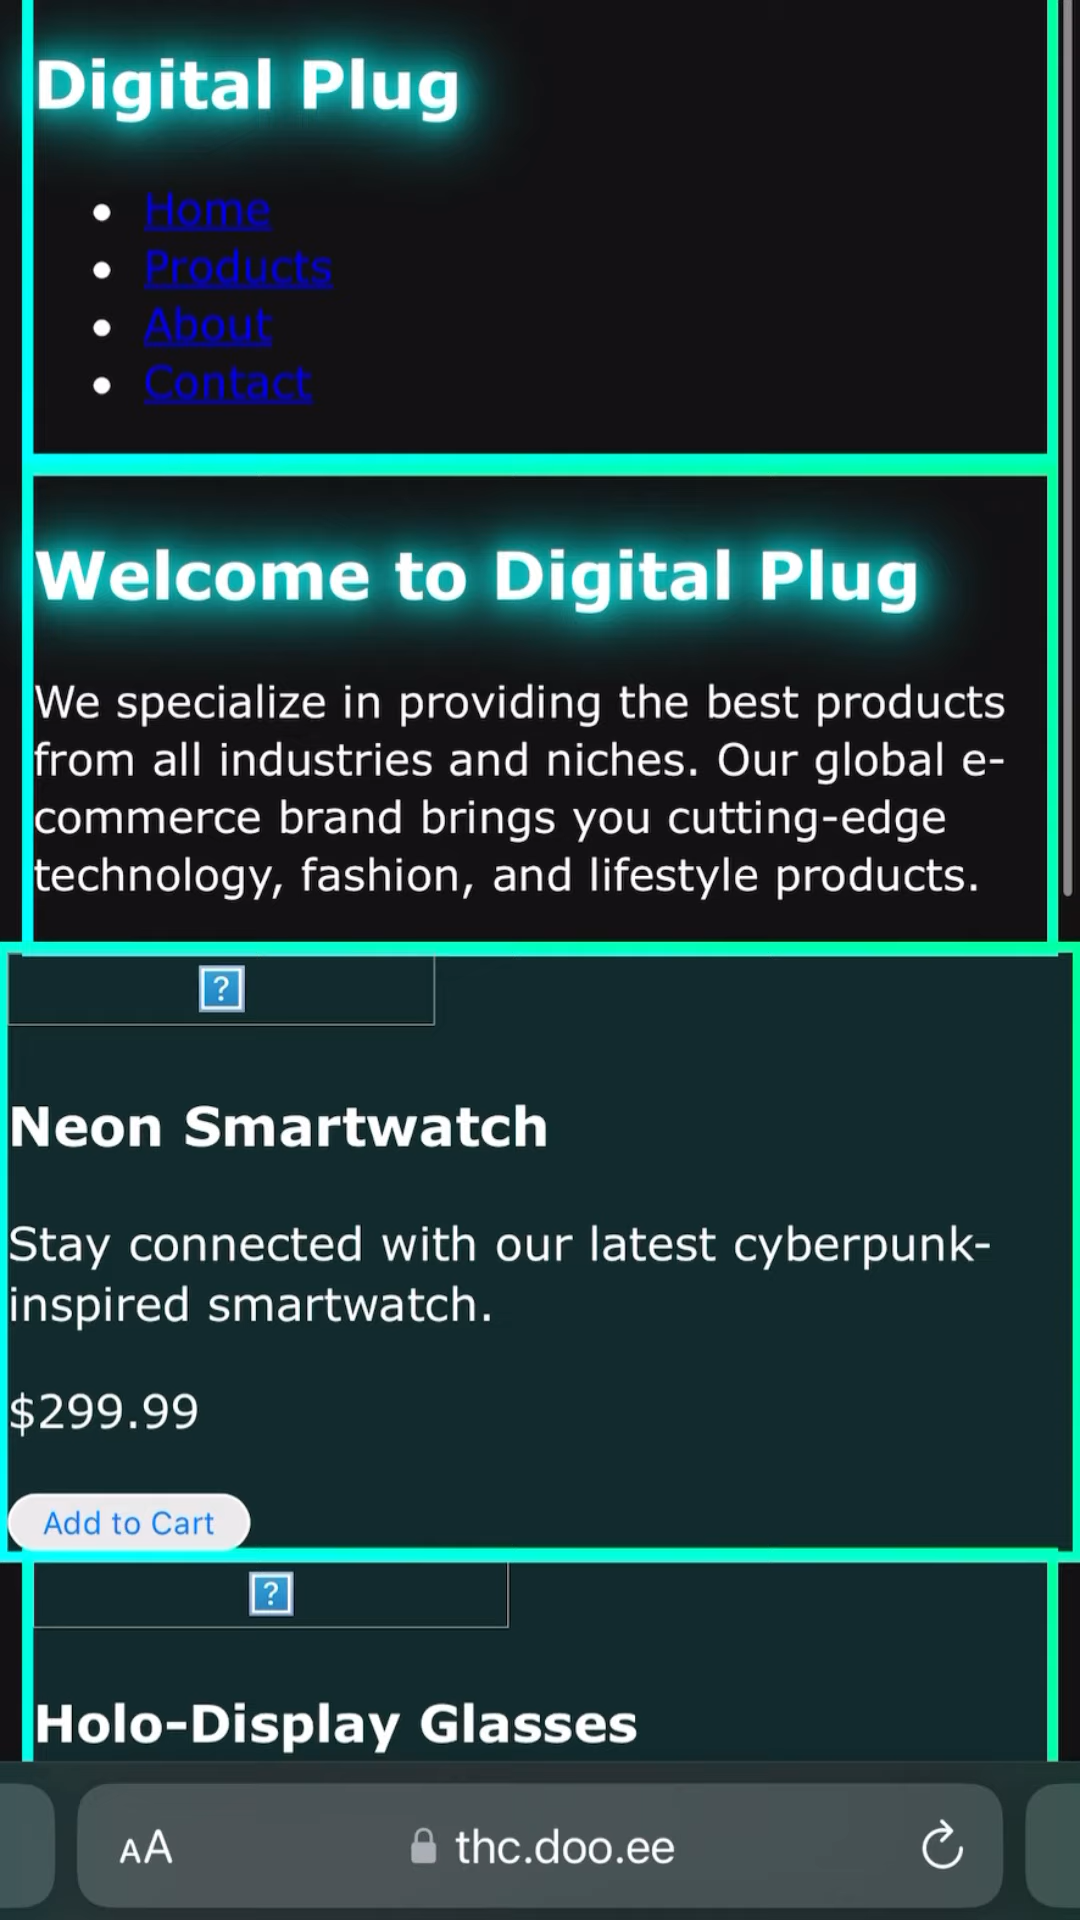 Digital Plug
Home
Products
About
Contact
Welcome to Digital Plug
We specialize in providing the best products
from all industries and niches. Our global e-
commerce brand brings you cutting-edge
technology, fashion, and lifestyle products.
?
Neon Smartwatch
Stay connected with our latest cyberpunk-
inspired smartwatch.
$299.99
Add to Cart
?
Holo-Display Glasses
AA thc.doo.ee